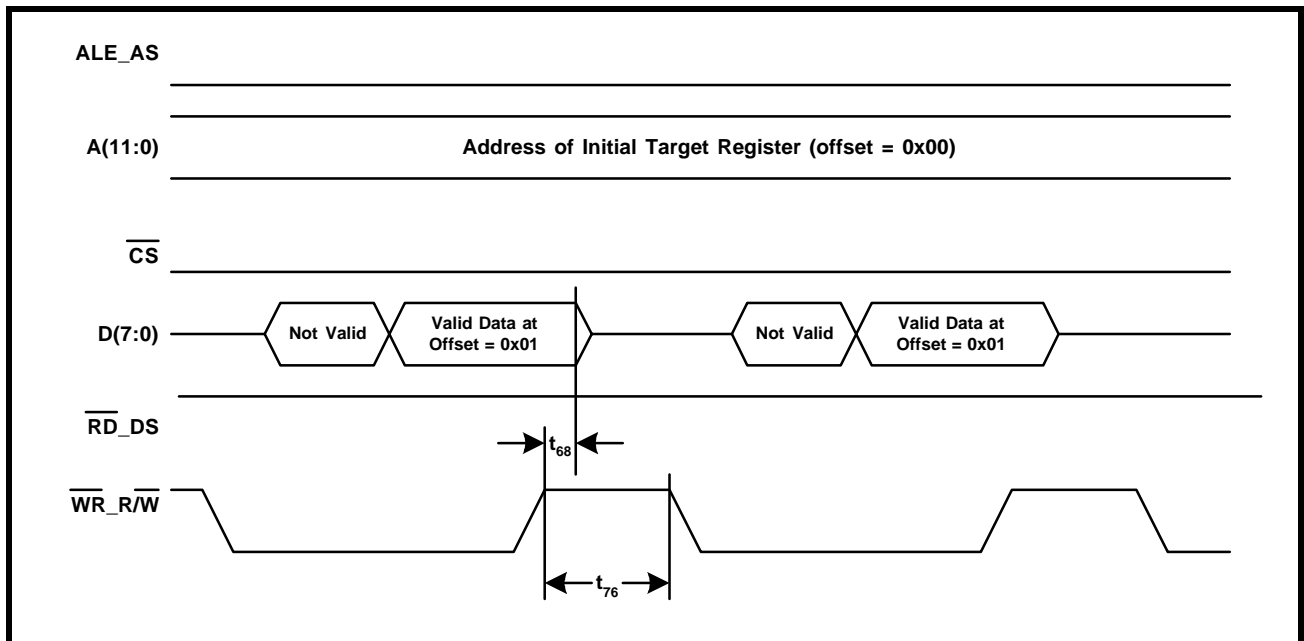 ALE_AS
A(11:0)
Address of Initial Target Register (offset = 0x00)
CS
D(7:0)
Not Valid
Valid Data at
Offset = 0x01
Not Valid
Valid Data at
Offset = 0x01
RD_DS
t68
WR_R/W
t76